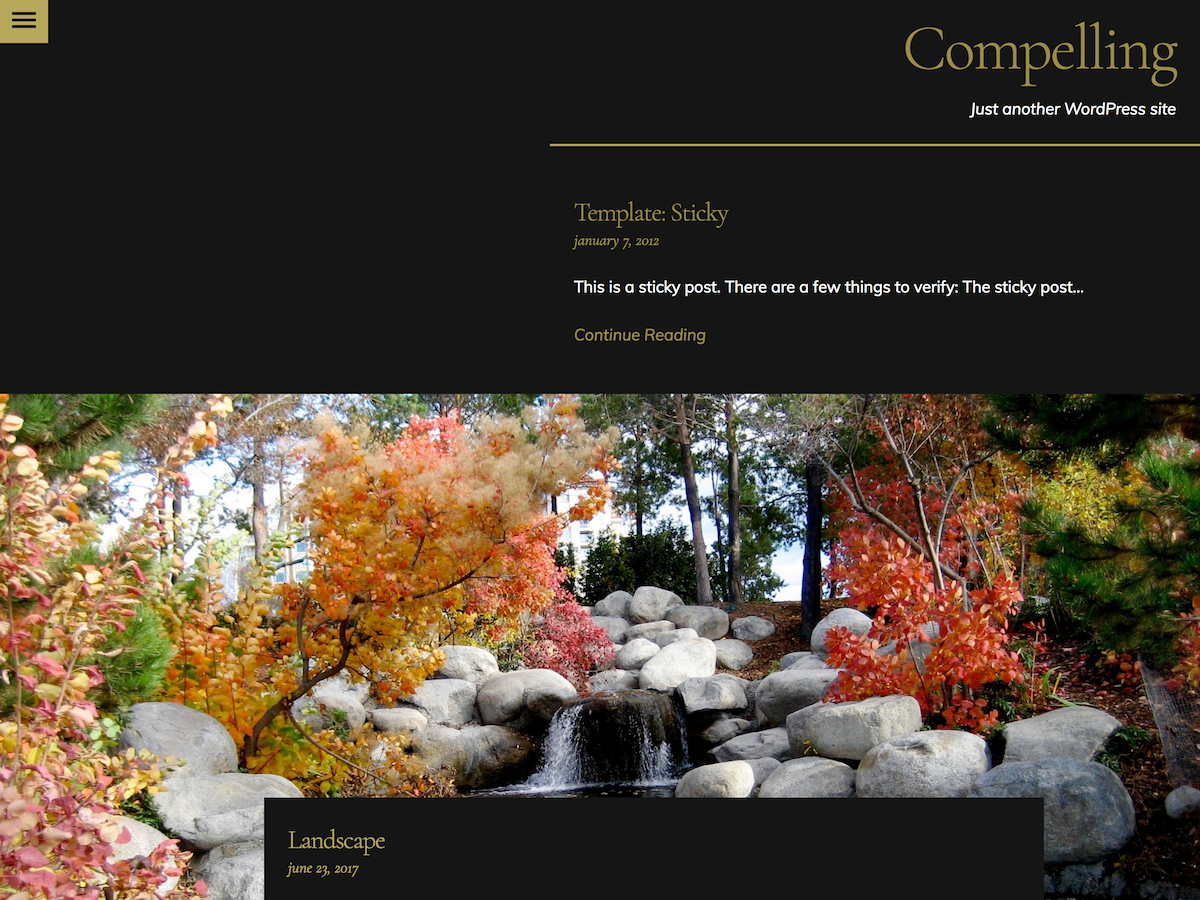 Compelling
Just another WordPress site
Template: Sticky
january 7, 2012
This is a sticky post. There are a few things to verify: The sticky post...
Continue Reading
Landscape
june 23, 2017